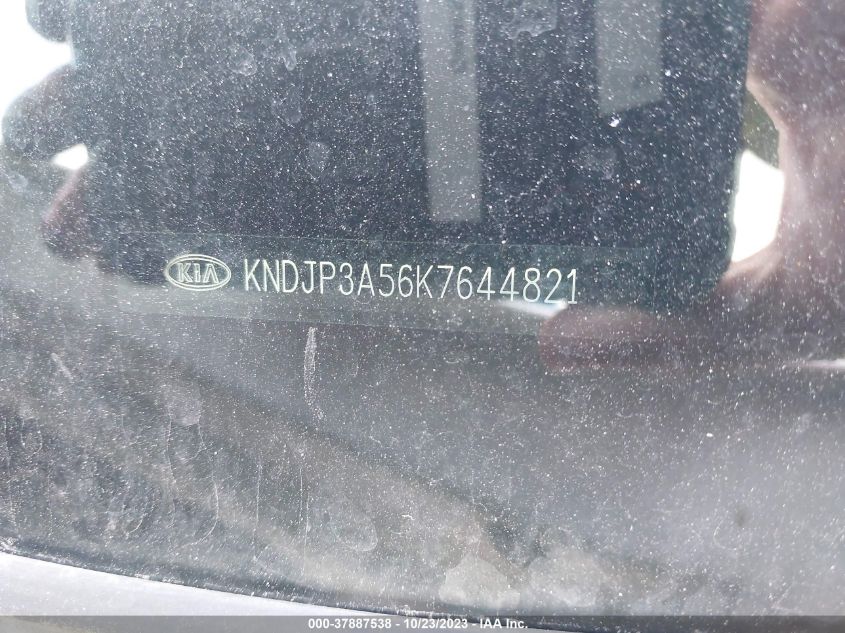 KIA KNDJP3A56K7644821
000-37887538 - 10/23/2023 - IAA Inc.